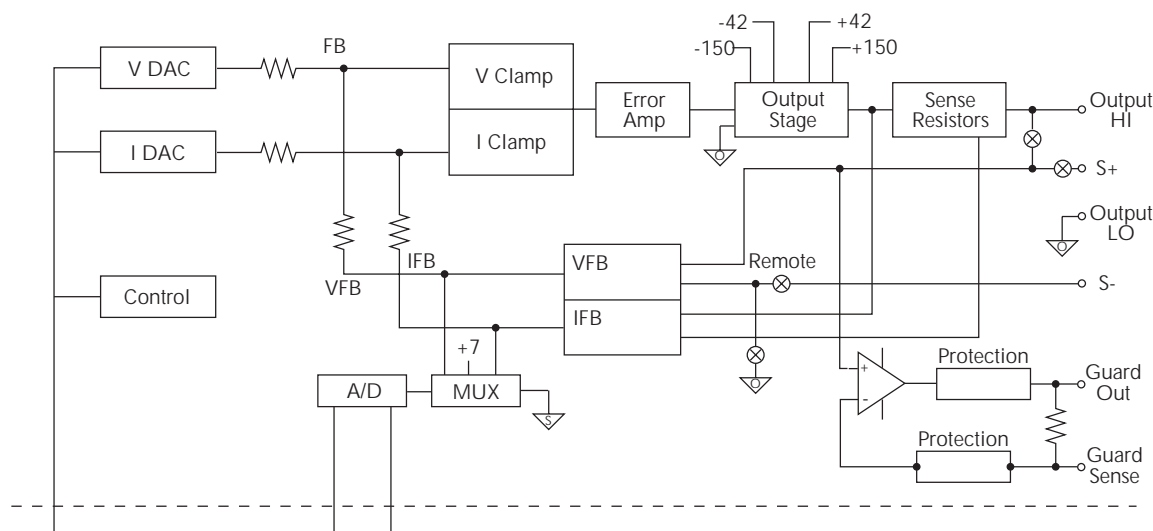 -42
+42
-150
+150
FB
V DAC
V Clamp
Error
Amp
Output
Stage
Sense
Resistors
Output
HI
O
I DAC
I Clamp
S+
Output
LO
O
Control
IFB
VFB
VFB
Remote
S-
IFB
+7
O
A/D
MUX
S
+
-
Protection
Guard
Out
Protection
Guard
Sense